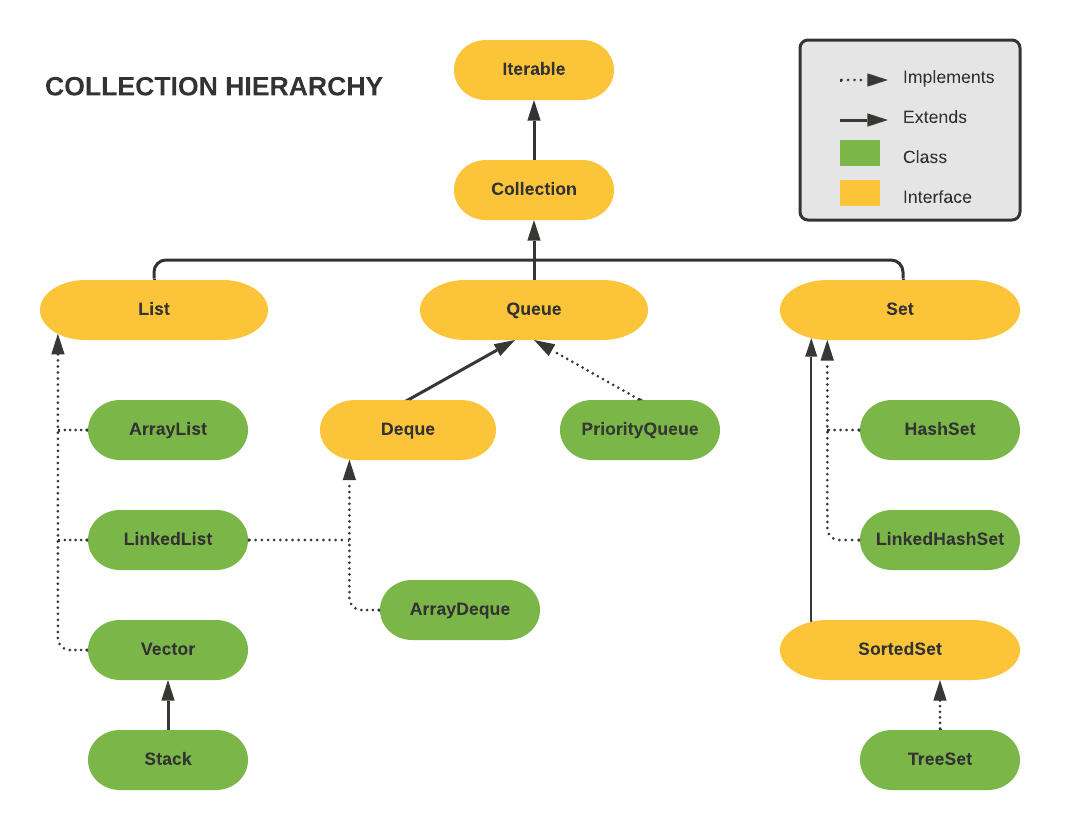 COLLECTION HIERARCHY
Iterable
Implements
Extends
Class
Interface
Collection
List
Queue
Set
ArrayList
Deque
PriorityQueue
HashSet
LinkedList
LinkedHashSet
ArrayDeque
Vector
SortedSet
Stack
TreeSet